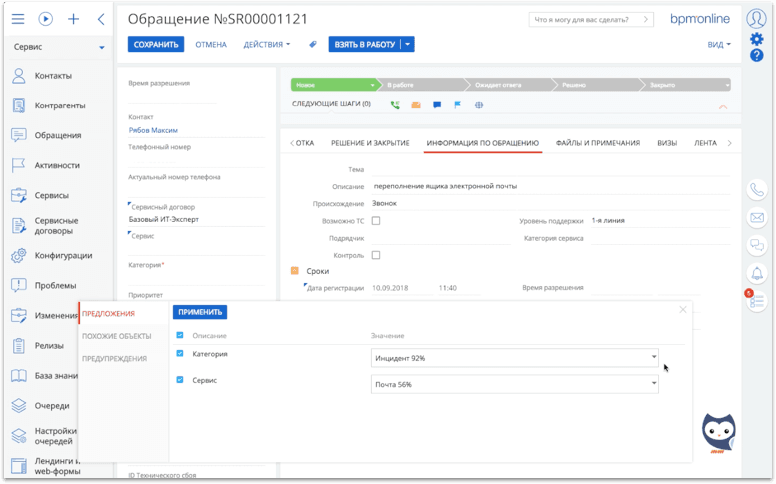 Обращение №SR00001121
Что я могу для вас сделать?
bpmonline
Сервис
СОХРАНИТЬ
ОТМЕНА
ДЕЙСТВИЯ
ВЗЯТЬ В РАБОТУ
ВИД
Контакты
Контрагенты
Обращения
Активности
Сервисы
Сервисные
договоры
Конфигурации
Проблемы
Изменения
Релизы
База знани
Очереди
Настройки
очередей
Лендинги и
web-формы
Время разрешения
Контакт
Рябов Максим
Телефонный номер
Актуальный номер телефона
Сервисный договор
Базовый ИТ-Эксперт
Сервис
Категория*
Приоритет
ID Технического сбоя
Новое
В работе
Ожидает ответа
Решено
Закрыто
СЛЕДУЮЩИЕ ШАГИ (0)
ОТКА
РЕШЕНИЕ И ЗАКРЫТИЕ
ИНФОРМАЦИЯ ПО ОБРАЩЕНИЮ
ФАЙЛЫ И ПРИМЕЧАНИЯ
ВИЗЫ
ЛЕНТА
Тема
Описание переполнение ящика электронной почты
Происхождение Звонок
Возможно ТС
Уровень поддержки 1-я линия
Подрядчик
Категория сервиса
Контроль
Сроки
Дата регистрации 10.09.2018 11:40
Время разрешения
5
ПРЕДЛОЖЕНИЯ
ПОХОЖИЕ ОБЪЕКТЫ
ПРЕДУПРЕЖДЕНИЯ
ПРИМЕНИТЬ
Описание Значение
Категория Инцидент 92%
Сервис Почта 56%